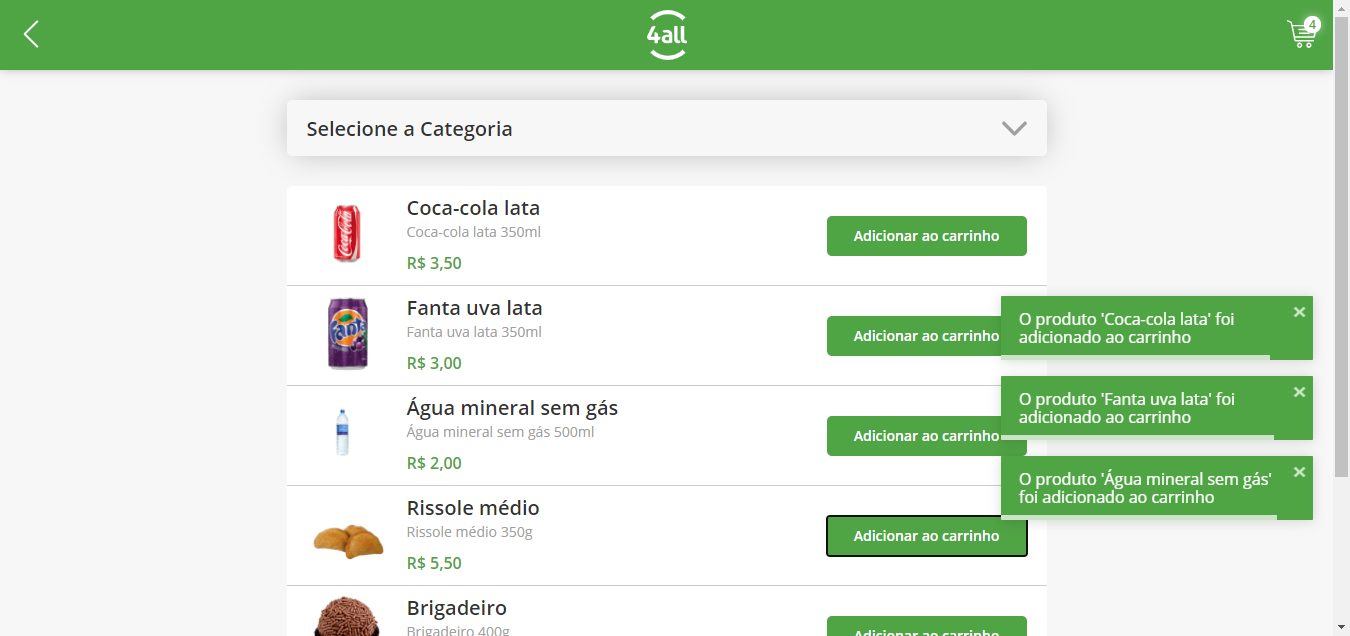 4all
4
Selecione a Categoria
Coca-cola lata
Coca-cola lata 350ml
R$ 3,50
Adicionar ao carrinho
Fanta uva lata
Fanta uva lata 350ml
R$ 3,00
Adicionar ao carrinho
Água mineral sem gás
Água mineral sem gás 500ml
R$ 2,00
Adicionar ao carrinho
Rissole médio
Rissole médio 350g
R$ 5,50
Adicionar ao carrinho
Brigadeiro
Brigadeiro 400g
Adicionar ao carrinho
O produto 'Coca-cola lata' foi
adicionado ao carrinho
O produto 'Fanta uva lata' foi
adicionado ao carrinho
O produto 'Água mineral sem gás'
foi adicionado ao carrinho
Coca-Cola
Fanta